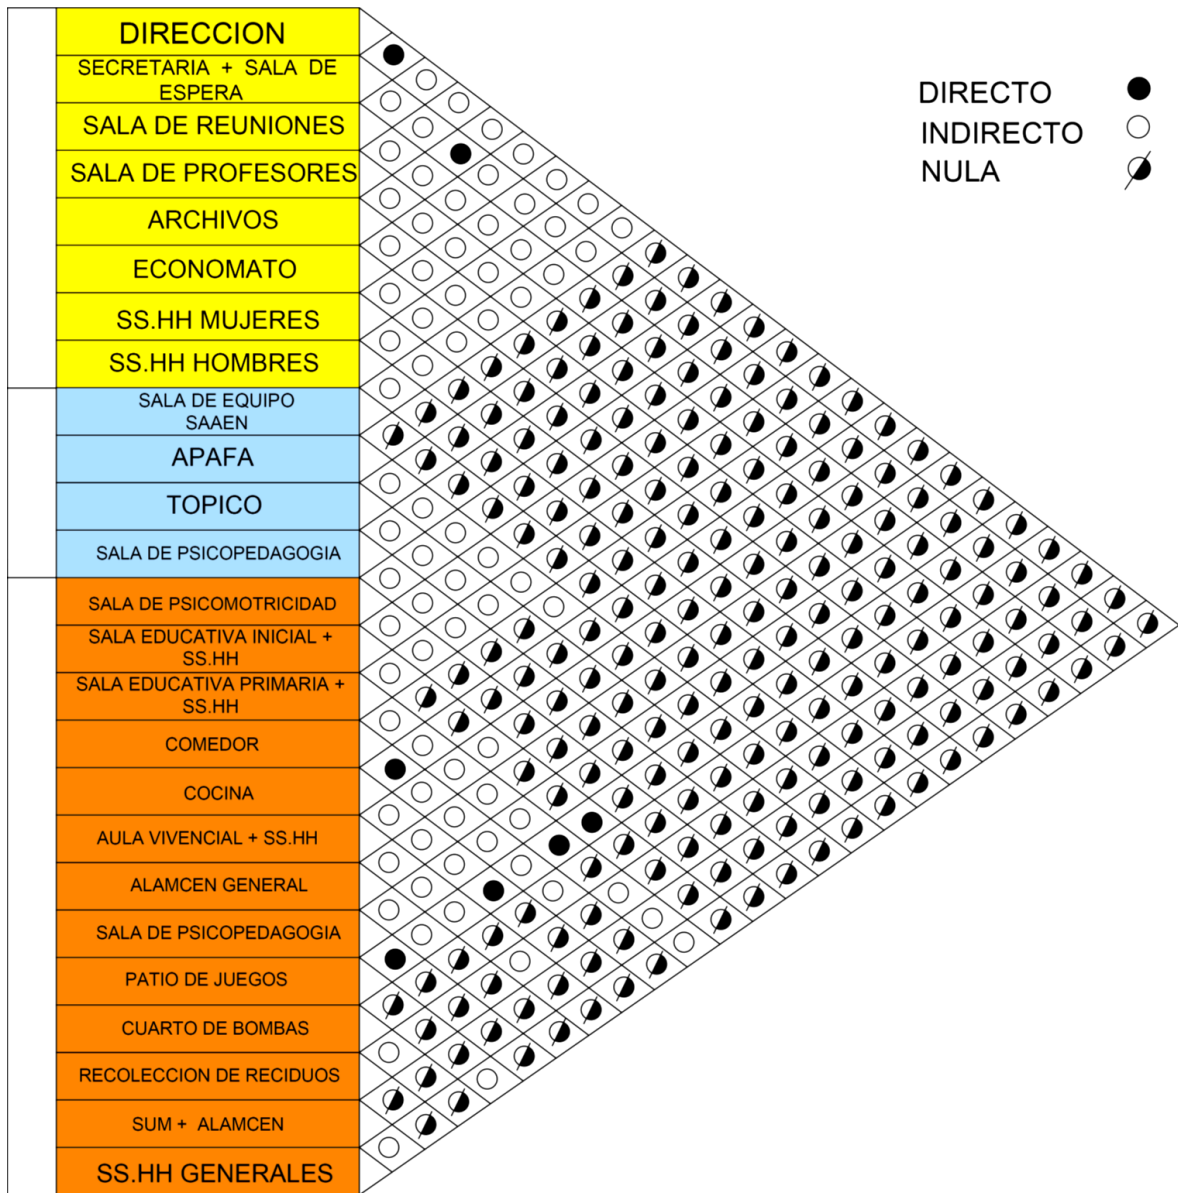 DIRECCION
SECRETARIA + SALA DE
ESPERA
SALA DE REUNIONES
SALA DE PROFESORES
ARCHIVOS
ECONOMATO
SS.HH MUJERES
SS.HH HOMBRES
SALA DE EQUIPO
SAAEN
APAFA
TOPICO
SALA DE PSICOPEDAGOGIA
SALA DE PSICOMOTRICIDAD
SALA EDUCATIVA INICIAL +
SS.HH
SALA EDUCATIVA PRIMARIA +
SS.HH
COMEDOR
COCINA
AULA VIVENCIAL + SS.HH
ALAMCEN GENERAL
SALA DE PSICOPEDAGOGIA
PATIO DE JUEGOS
CUARTO DE BOMBAS
RECOLECCION DE RECIDUOS
SUM + ALAMCEN
SS.HH GENERALES
DIRECTO
INDIRECTO
NULA